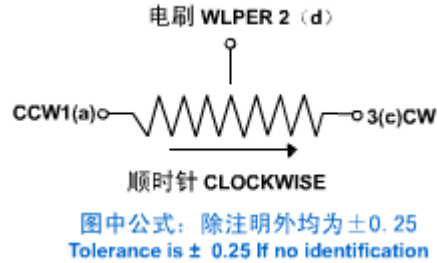 电刷 WLPER 2（d）
CCW1(a) 3(c)CW
顺时针 CLOCKWISE
图中公式：除注明外均为±0.25
Tolerance is ± 0.25 If no identification